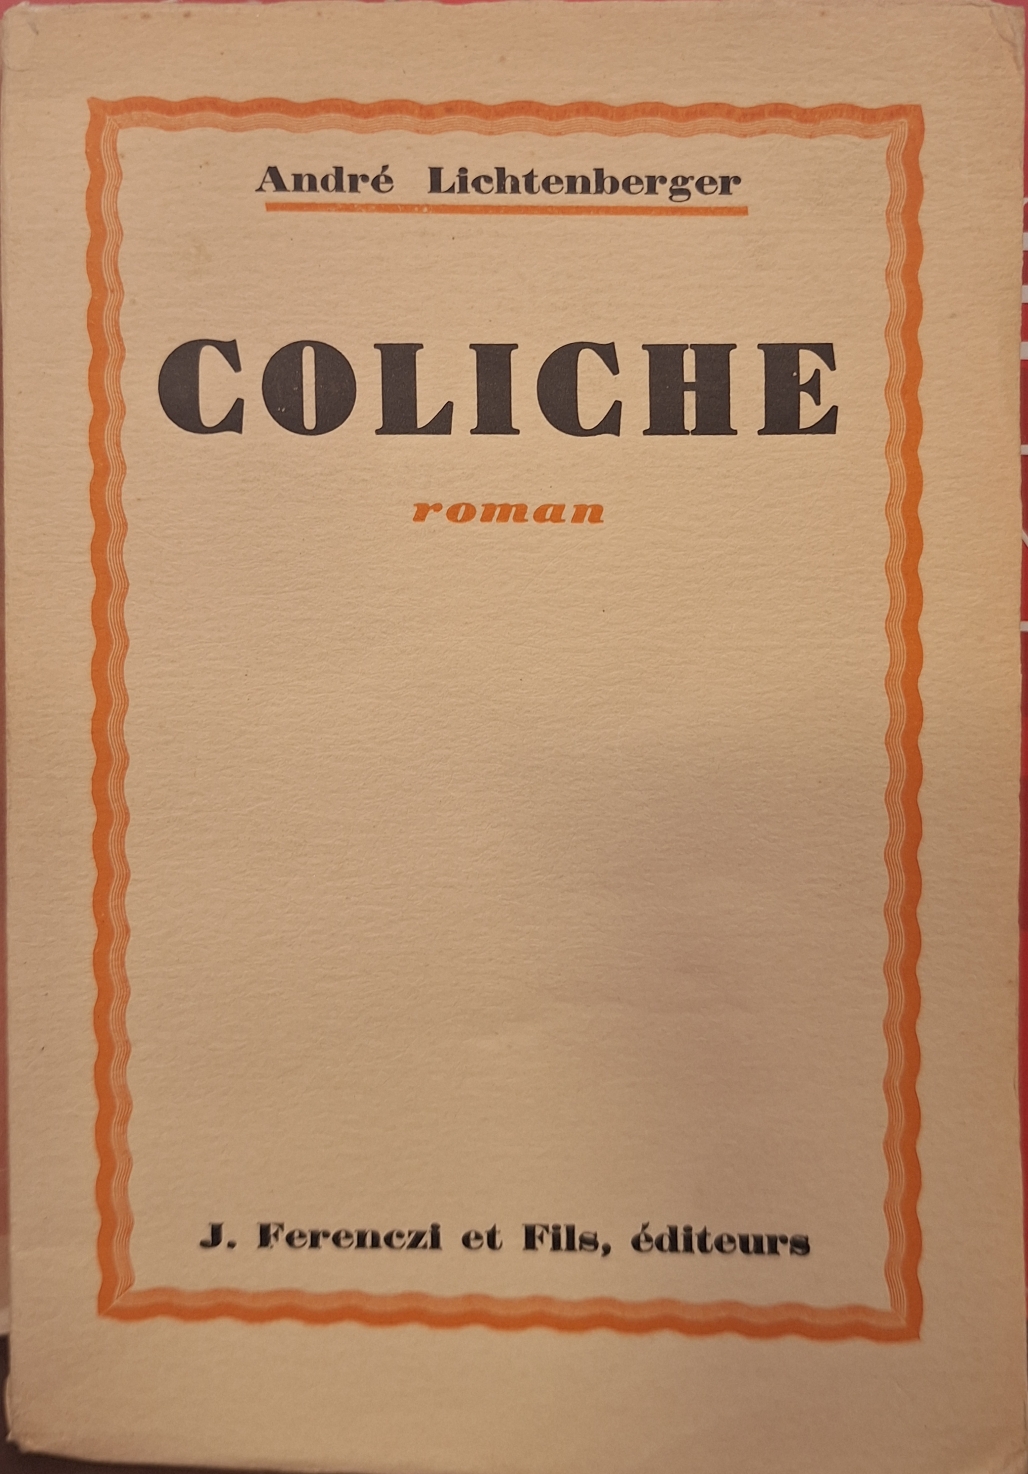 André Lichtenberger
COLICHE
roman
J. Ferenczi et Fils, éditeurs